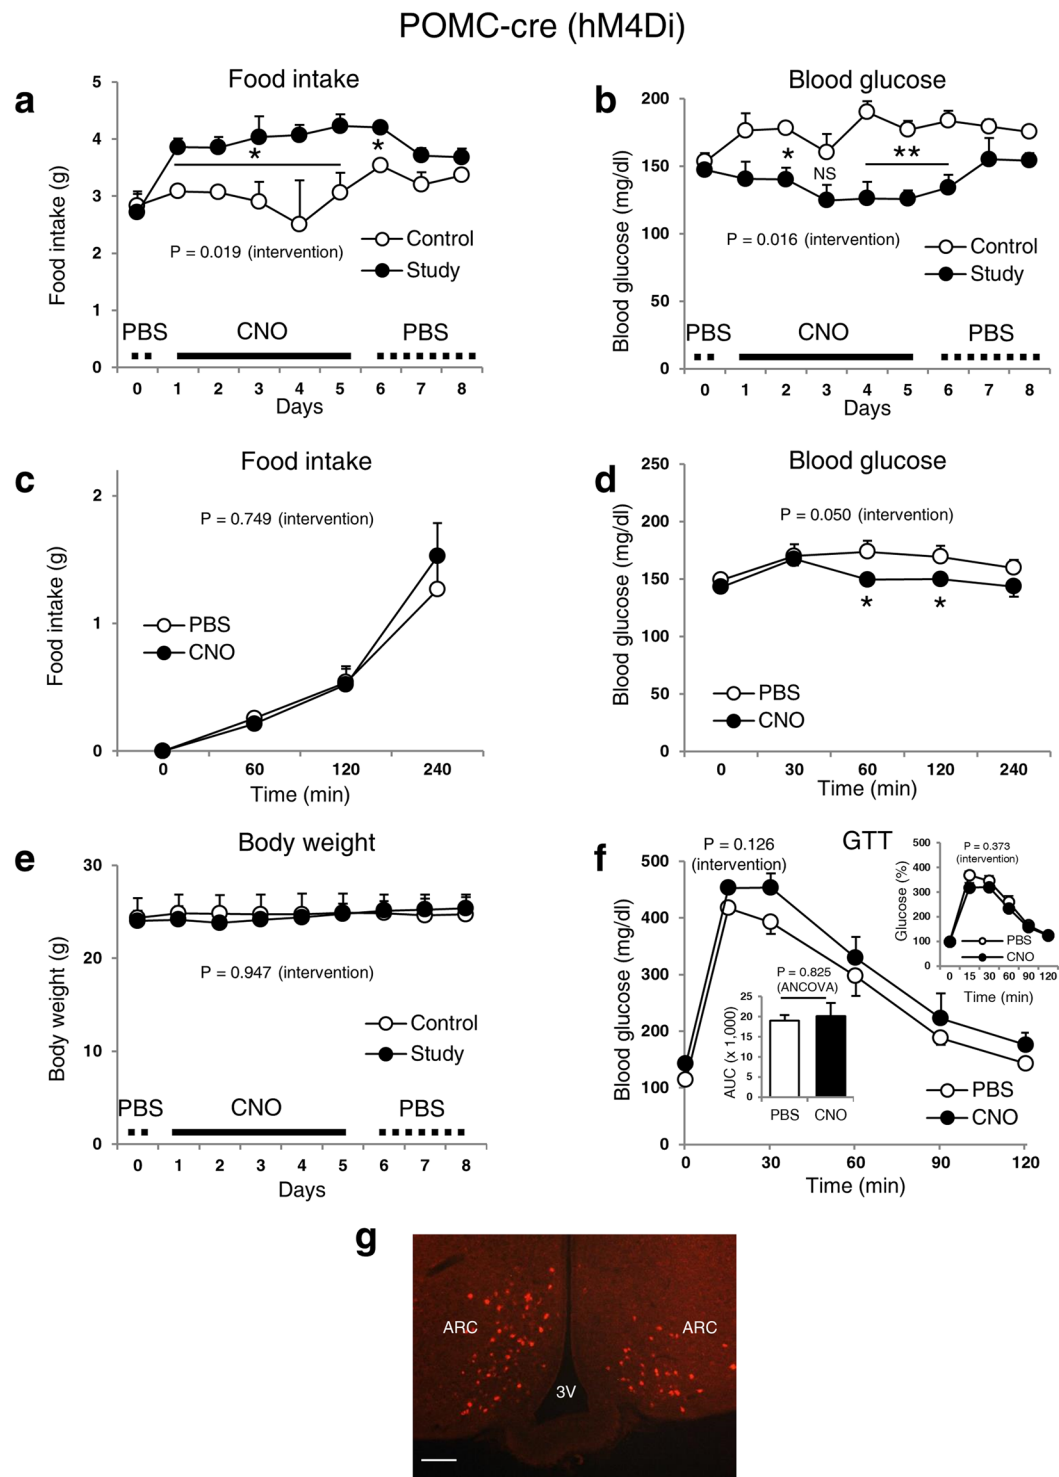 POMC-cre (hM4Di)
a
Food intake
Food intake (g)
5
4
3
2
1
0
*
*
P = 0.019 (intervention)
Control
Study
PBS
CNO
PBS
0 1 2 3 4 5 6 7 8
Days
b
Blood glucose
Blood glucose (mg/dl)
200
150
100
50
0
*
NS
**
P = 0.016 (intervention)
Control
Study
PBS
CNO
PBS
0 1 2 3 4 5 6 7 8
Days
c
Food intake
Food intake (g)
2
1
0
P = 0.749 (intervention)
PBS
CNO
0 60 120 240
Time (min)
d
Blood glucose
Blood glucose (mg/dl)
250
200
150
100
50
0
P = 0.050 (intervention)
* *
PBS
CNO
0 30 60 120 240
Time (min)
e
Body weight
Body weight (g)
30
20
10
0
P = 0.947 (intervention)
Control
Study
PBS
CNO
PBS
0 1 2 3 4 5 6 7 8
Days
f
GTT
Blood glucose (mg/dl)
500
400
300
200
100
0
P = 0.126
(intervention)
PBS
CNO
0 30 60 90 120
Time (min)
P = 0.825
(ANCOVA)
AUC (x 1,000)
25
20
15
10
5
0
PBS CNO
Glucose (%)
500
400
300
200
100
0
P = 0.373
(intervention)
PBS
CNO
0 15 30 60 90 120
Time (min)
g
ARC
ARC
3V